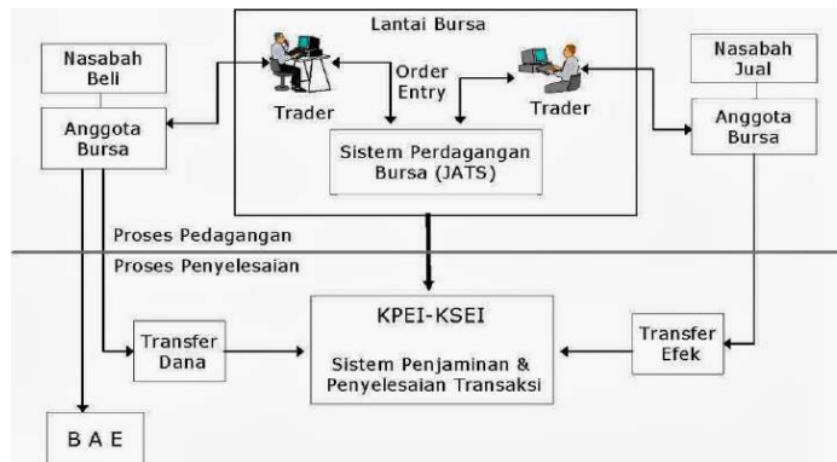 Lantai Bursa
Nasabah
Beli
Anggota
Bursa
Trader
Order
Entry
Trader
Nasabah
Jual
Anggota
Bursa
Sistem Perdagangan
Bursa (JATS)
Proses Pedagangan
Proses Penyelesaian
Transfer
Dana
KPEI-KSEI
Sistem Penjaminan &
Penyelesaian Transaksi
Transfer
Efek
B A E